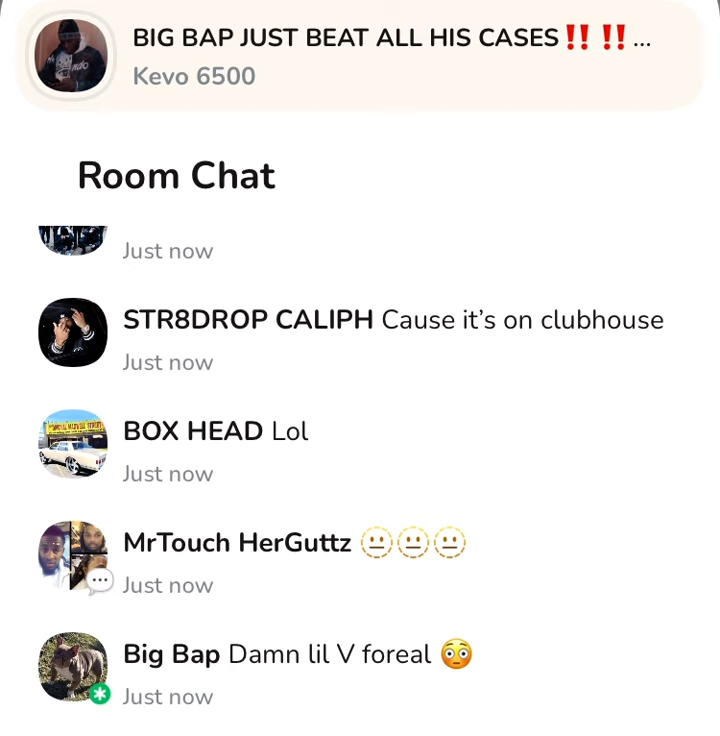 BIG BAP JUST BEAT ALL HIS CASES‼️ ‼️...
Kevo 6500
Room Chat
Just now
STR8DROP CALIPH Cause it’s on clubhouse
Just now
BOX HEAD Lol
Just now
MrTouch HerGuttz 🫥🫥🫥
Just now
Big Bap Damn lil V foreal 😳
Just now